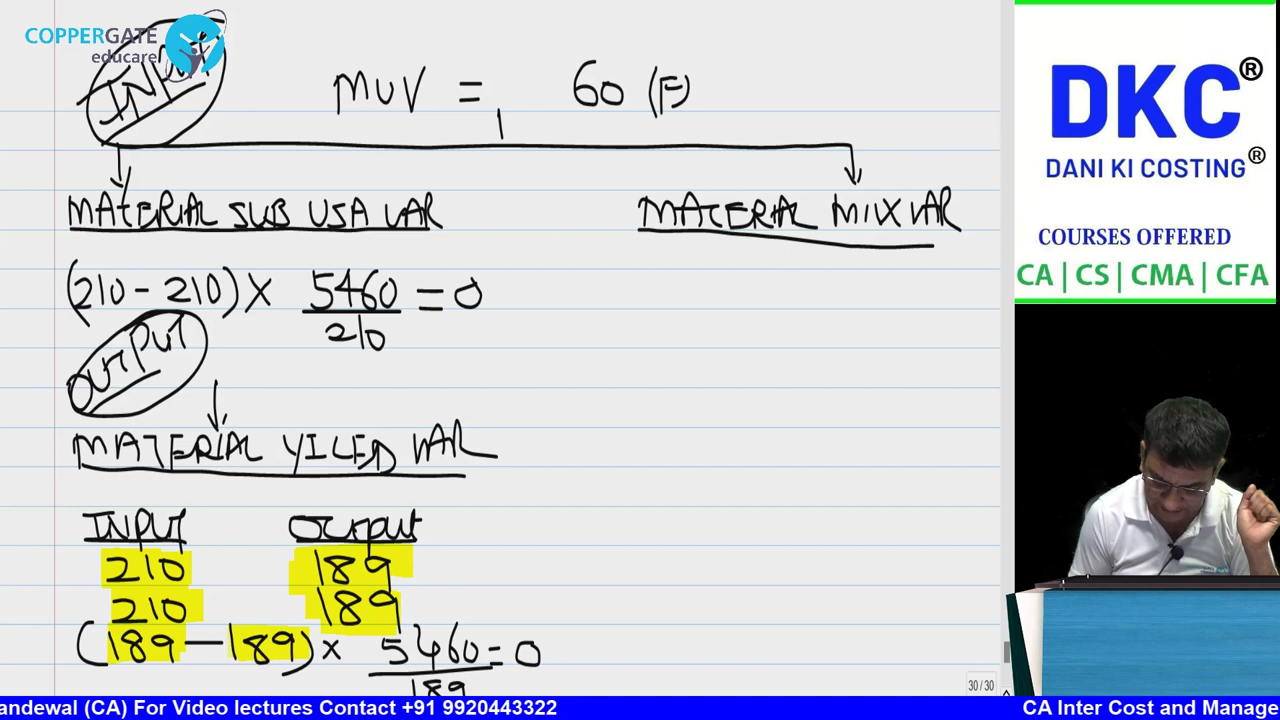 COPPERGATE
educare
INPUT
MUV = 60 (F)
MATERIAL SUB USA VAR
MATERIAL MIX VAR
(210 - 210) X 5460 = 0
210
OUTPUT
MATERIAL YILED VAR
INPUT OUTPUT
210 189
210 189
(189 - 189) X 5460 = 0
189
30/30
DKC®
DANI KI COSTING®
COURSES OFFERED
CA | CS | CMA | CFA
andewal (CA) For Video lectures Contact +91 9920443322
CA Inter Cost and Manage